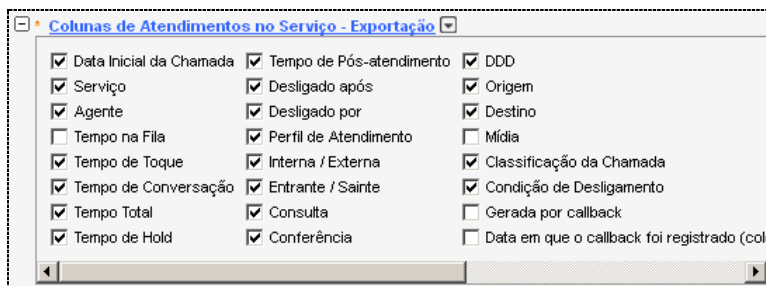 * Colunas de Atendimentos no Serviço - Exportação
Data Inicial da Chamada Tempo de Pós-atendimento DDD
Serviço Desligado após Origem
Agente Desligado por Destino
Tempo na Fila Perfil de Atendimento Mídia
Tempo de Toque Interna / Externa Classificação da Chamada
Tempo de Conversação Entrante / Sainte Condição de Desligamento
Tempo Total Consulta Gerada por callback
Tempo de Hold Conferência Data em que o callback foi registrado (col